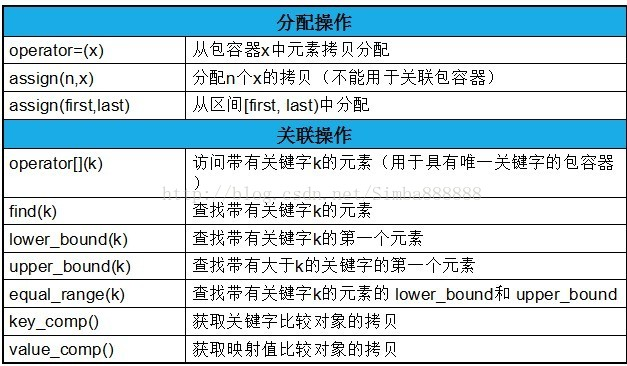 分配操作
operator=(x) 从包容器x中元素拷贝分配
assign(n,x) 分配n个x的拷贝（不能用于关联包容器）
assign(first,last) 从区间[first, last)中分配
关联操作
operator[](k) 访问带有关键字k的元素（用于具有唯一关键字的包容器
）
http://blog.csdn.net/Simba888888
find(k) 查找带有关键字k的元素
lower_bound(k) 查找带有关键字k的第一个元素
upper_bound(k) 查找带有大于k的关键字的第一个元素
equal_range(k) 查找带有关键字k的元素的 lower_bound和 upper_bound
key_comp() 获取关键字比较对象的拷贝
value_comp() 获取映射值比较对象的拷贝